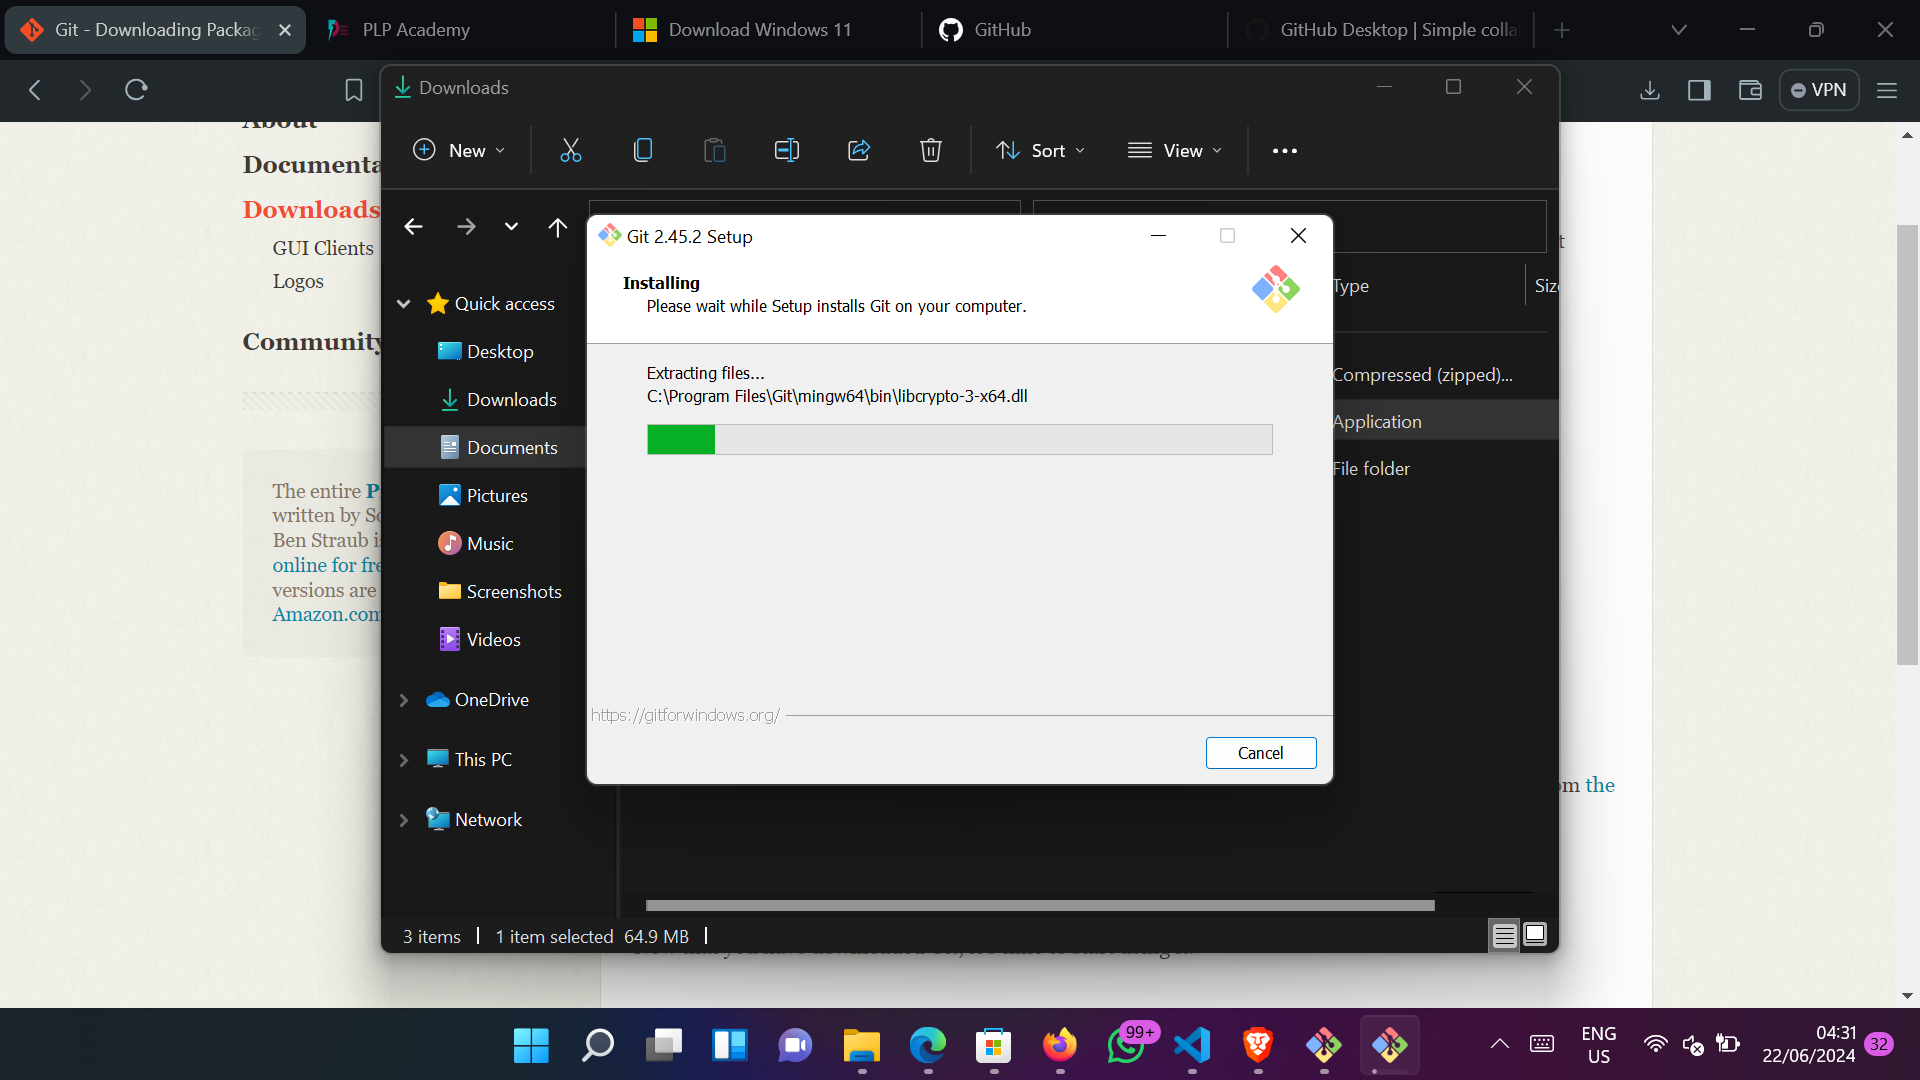 Git - Downloading Packag
PLP Academy
Download Windows 11
GitHub
GitHub Desktop | Simple colla
VPN
Downloads
New
Sort
View
About
Documenta
Downloads
GUI Clients
Logos
Community
The entire P
written by Sc
Ben Straub is
online for fre
versions are
Amazon.com
Quick access
Desktop
Downloads
Documents
Pictures
Music
Screenshots
Videos
OneDrive
This PC
Network
Git 2.45.2 Setup
Installing
Please wait while Setup installs Git on your computer.
Extracting files...
C:\Program Files\Git\mingw64\bin\libcrypto-3-x64.dll
https://gitforwindows.org/
Cancel
Type
Size
Compressed (zipped)...
Application
File folder
t
om the
3 items
1 item selected 64.9 MB
99+
ENG
US
04:31
22/06/2024
32